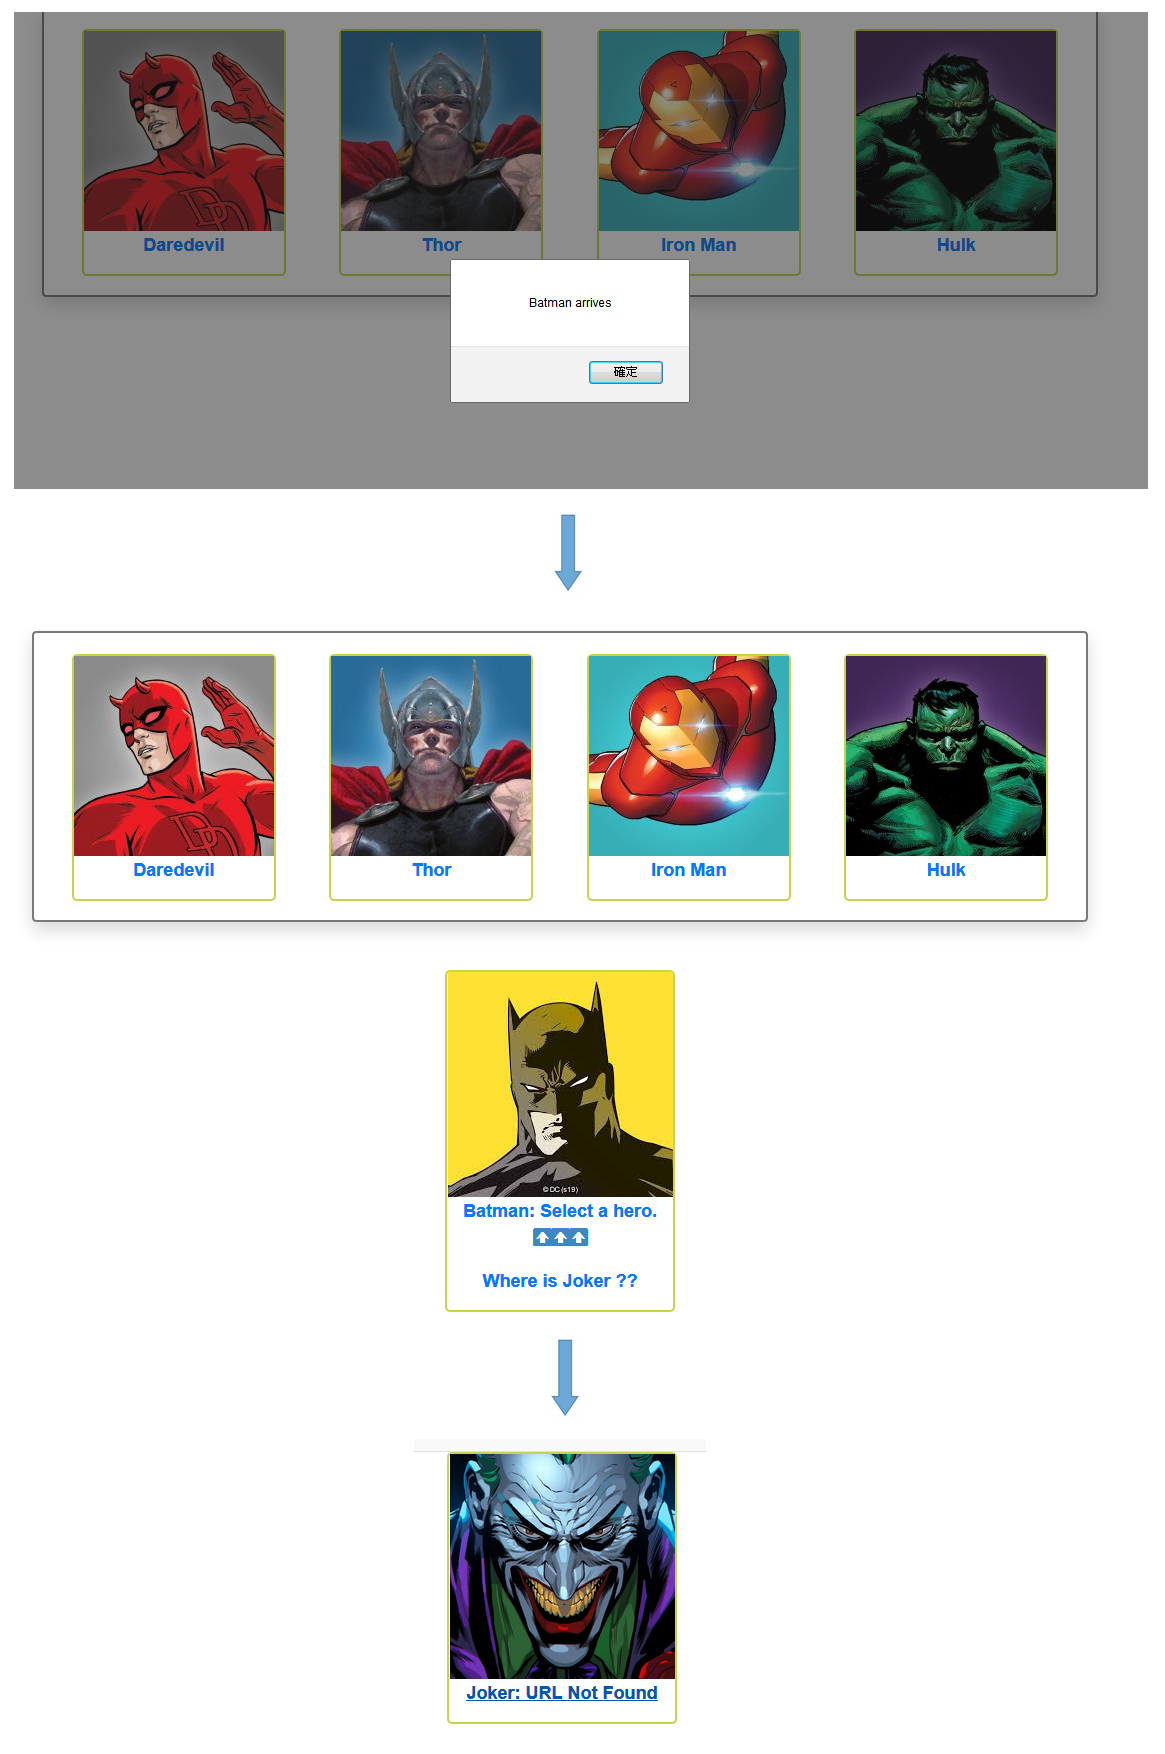 Daredevil
Thor
Iron Man
Hulk
Batman arrives
確定
Daredevil
Thor
Iron Man
Hulk
© DC (s19)
Batman: Select a hero.
Where is Joker ??
Joker: URL Not Found